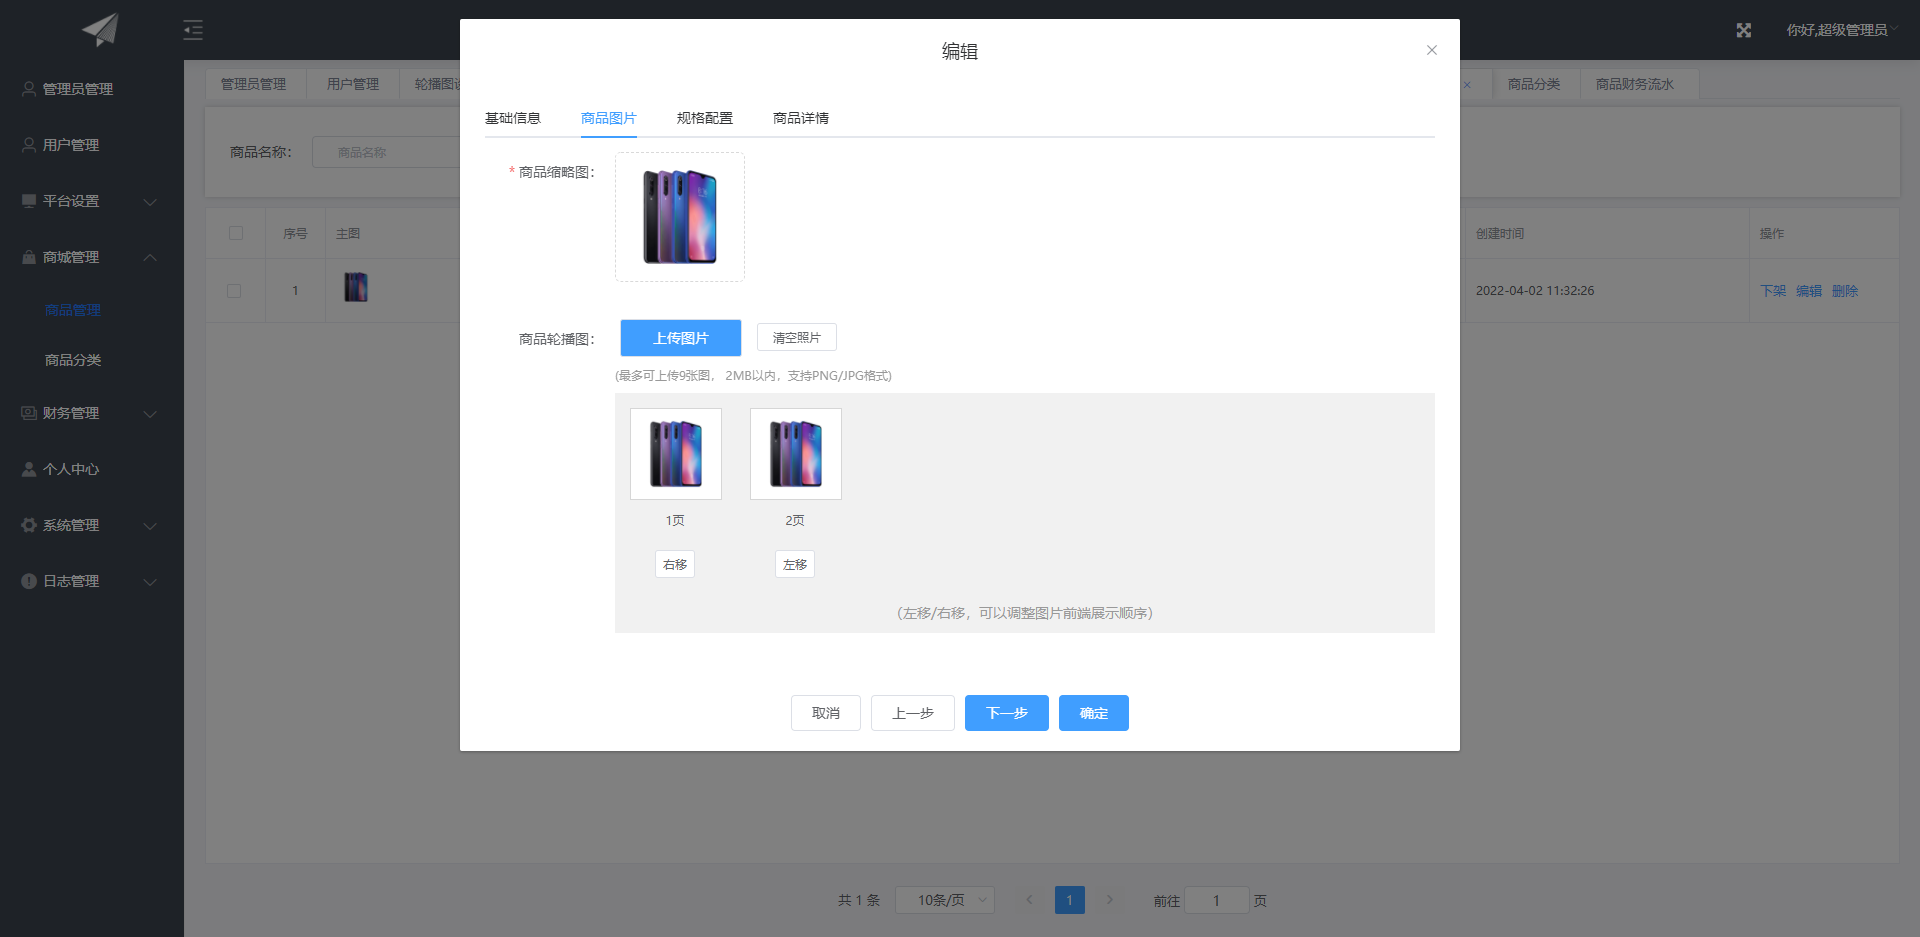 你好,超级管理员
管理员管理
用户管理
平台设置
商城管理
商品管理
商品分类
财务管理
个人中心
系统管理
日志管理
管理员管理 用户管理 轮播图 商品分类 商品财务流水
商品名称： 商品名称
序号 主图 创建时间 操作
1 2022-04-02 11:32:26 下架 编辑 删除
编辑
基础信息 商品图片 规格配置 商品详情
* 商品缩略图：
商品轮播图： 上传图片 清空照片
(最多可上传9张图， 2MB以内，支持PNG/JPG格式)
1页 2页
右移 左移
（左移/右移，可以调整图片前端展示顺序）
取消 上一步 下一步 确定
共 1 条 10条/页 1 前往 1 页